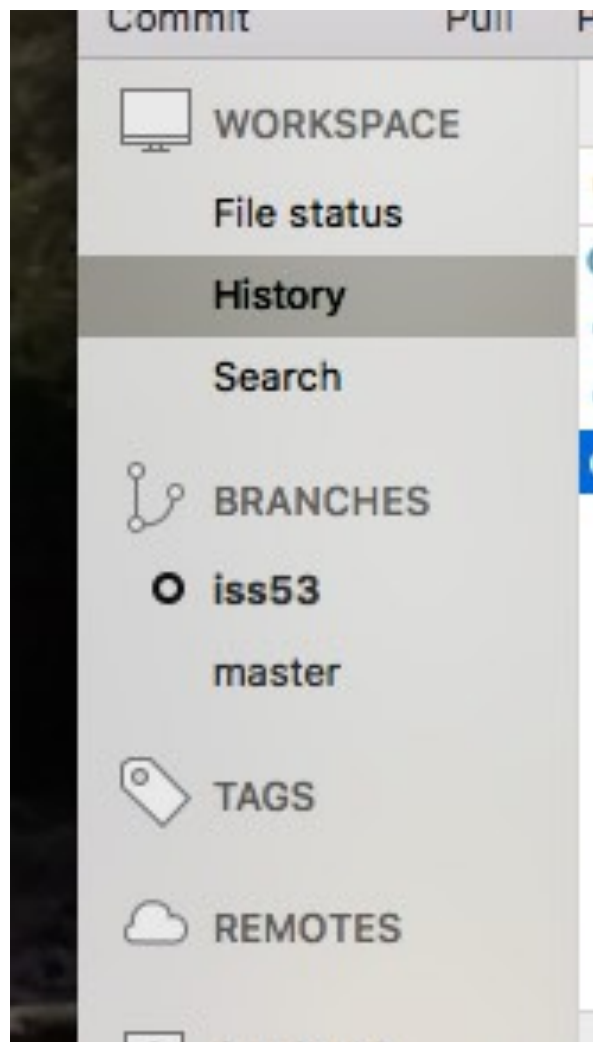 Commit Pull
WORKSPACE
File status
History
Search
BRANCHES
iss53
master
TAGS
REMOTES